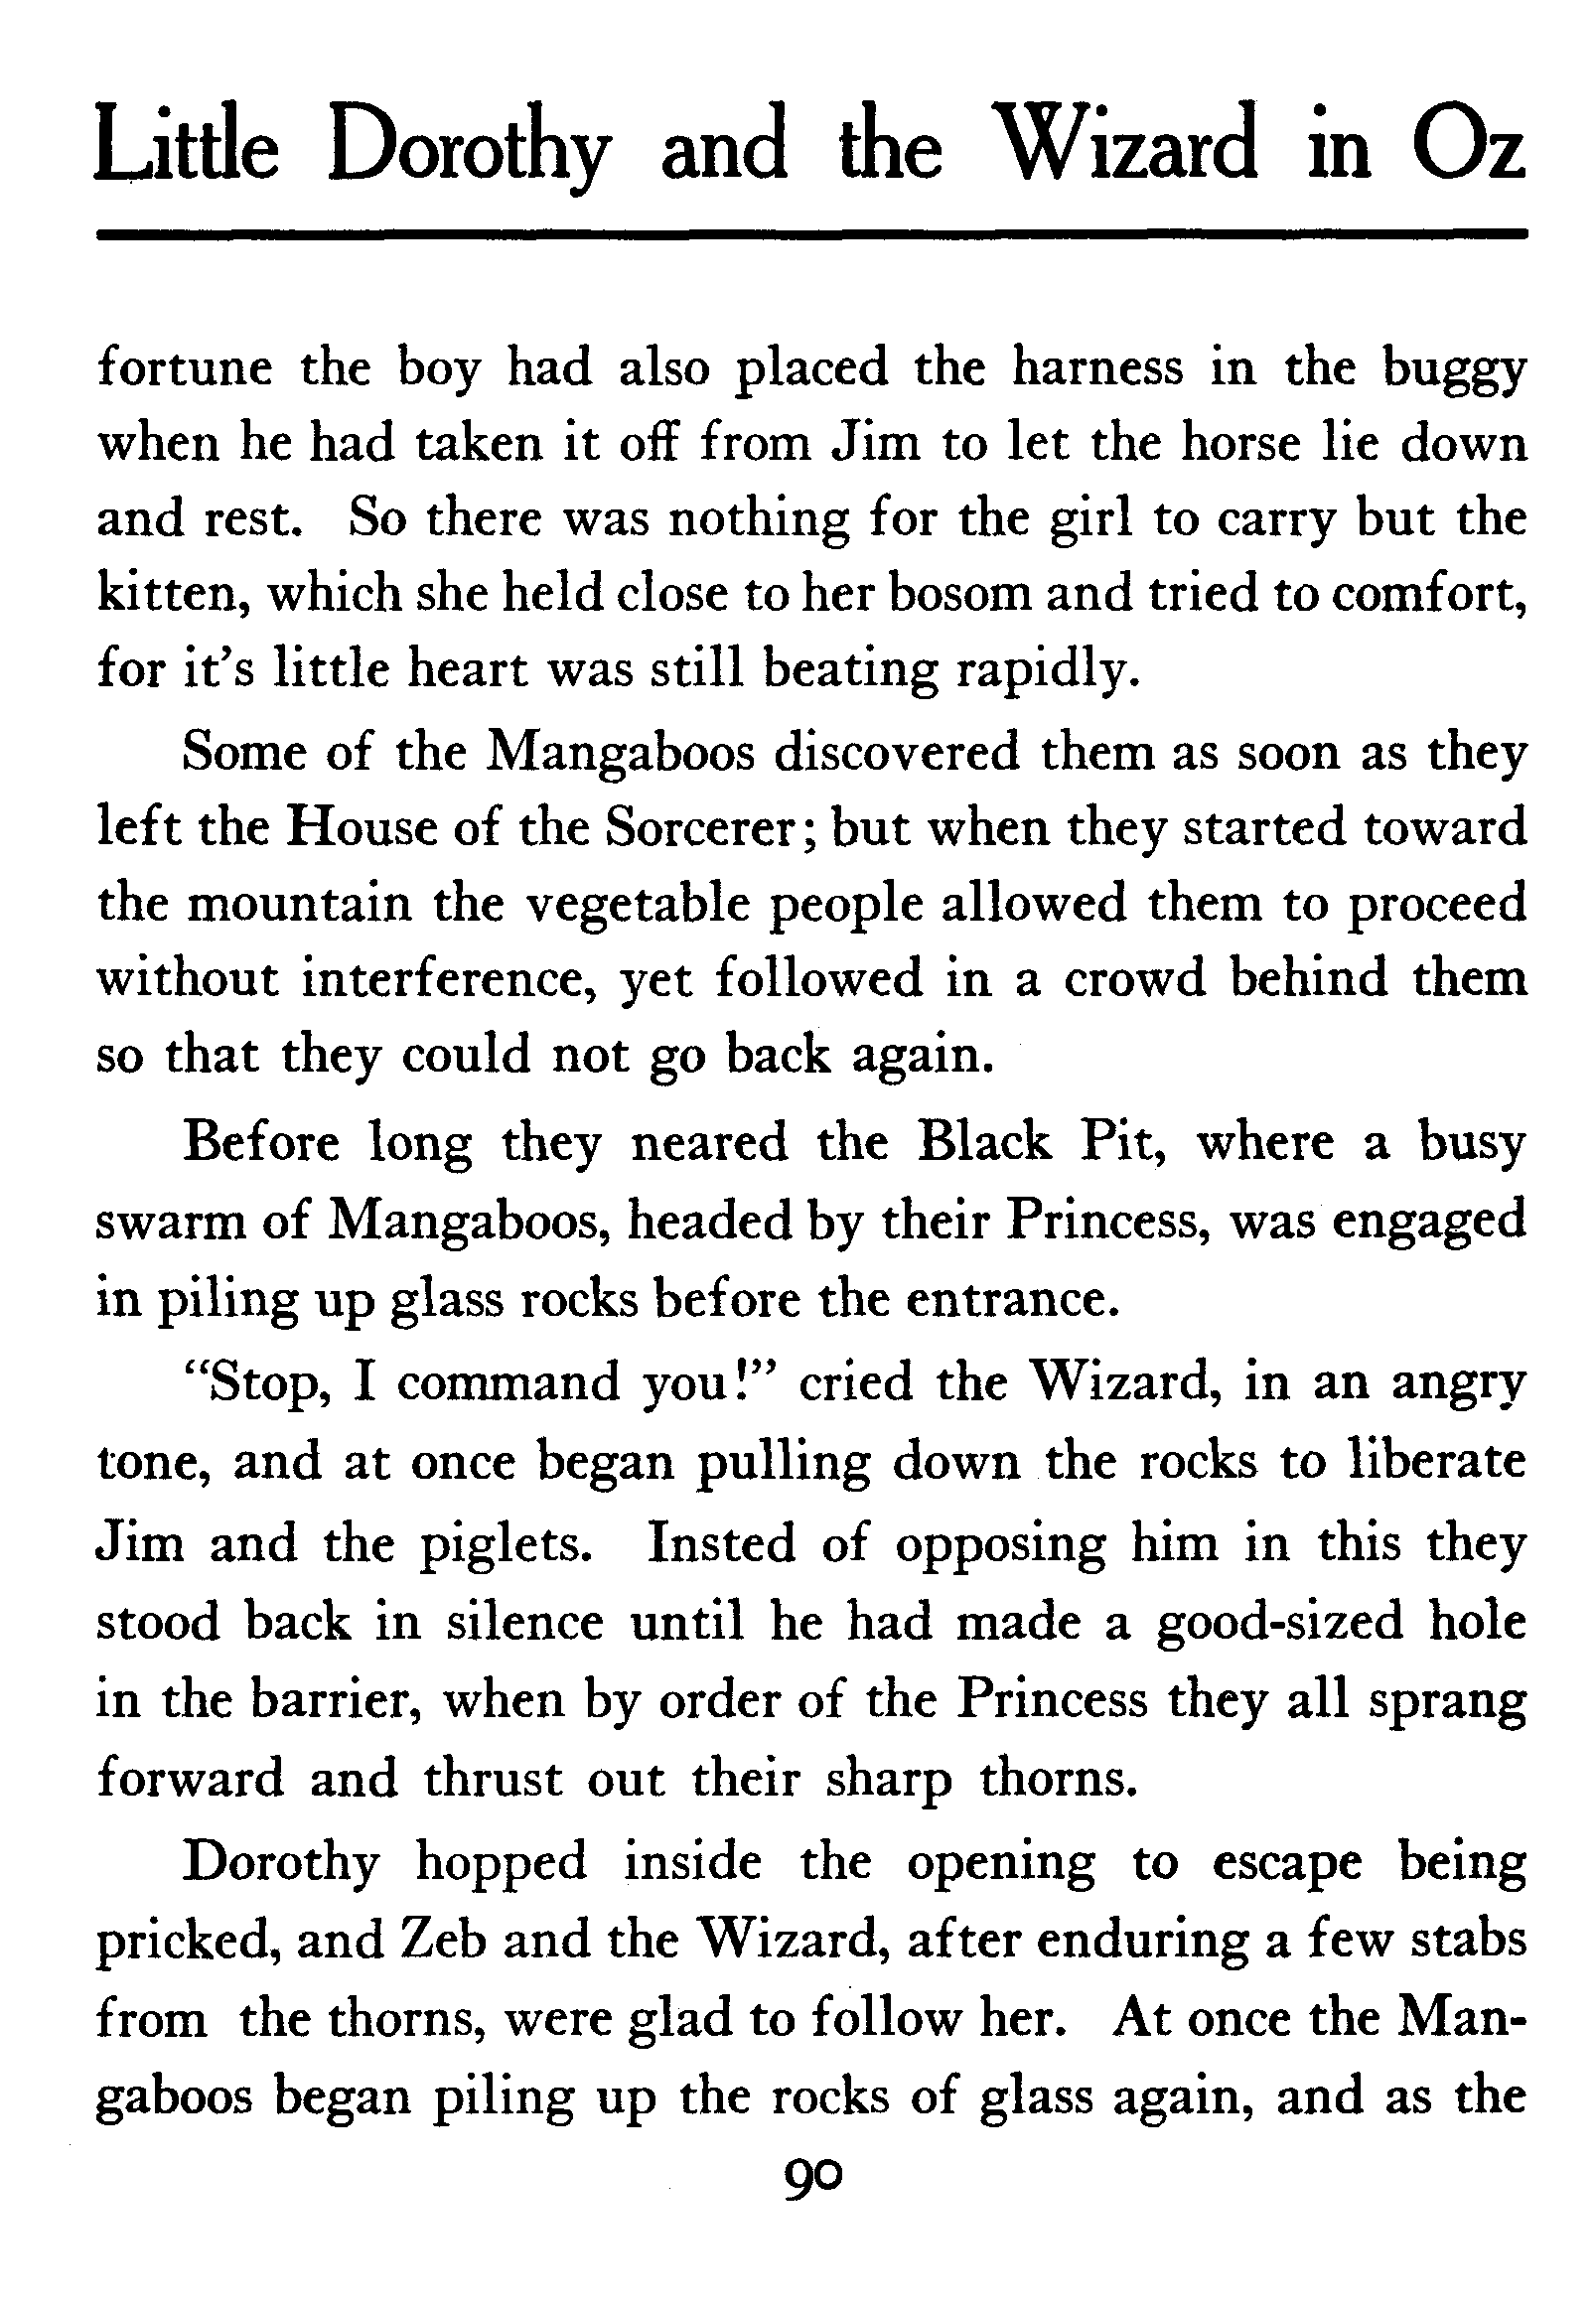 Little Dorothy and the Wizard in Oz
fortune the boy had also placed the harness in the buggy
when he had taken it off from Jim to let the horse lie down
and rest. So there was nothing for the girl to carry but the
kitten, which she held close to her bosom and tried to comfort,
for it's little heart was still beating rapidly.
Some of the Mangaboos discovered them as soon as they
left the House of the Sorcerer; but when they started toward
the mountain the vegetable people allowed them to proceed
without interference, yet followed in a crowd behind them
so that they could not go back again.
Before long they neared the Black Pit, where a busy
swarm of Mangaboos, headed by their Princess, was engaged
in piling up glass rocks before the entrance.
“Stop, I command you!” cried the Wizard, in an angry
tone, and at once began pulling down the rocks to liberate
Jim and the piglets. Insted of opposing him in this they
stood back in silence until he had made a good-sized hole
in the barrier, when by order of the Princess they all sprang
forward and thrust out their sharp thorns.
Dorothy hopped inside the opening to escape being
pricked, and Zeb and the Wizard, after enduring a few stabs
from the thorns, were glad to follow her. At once the Man-
gaboos began piling up the rocks of glass again, and as the
90